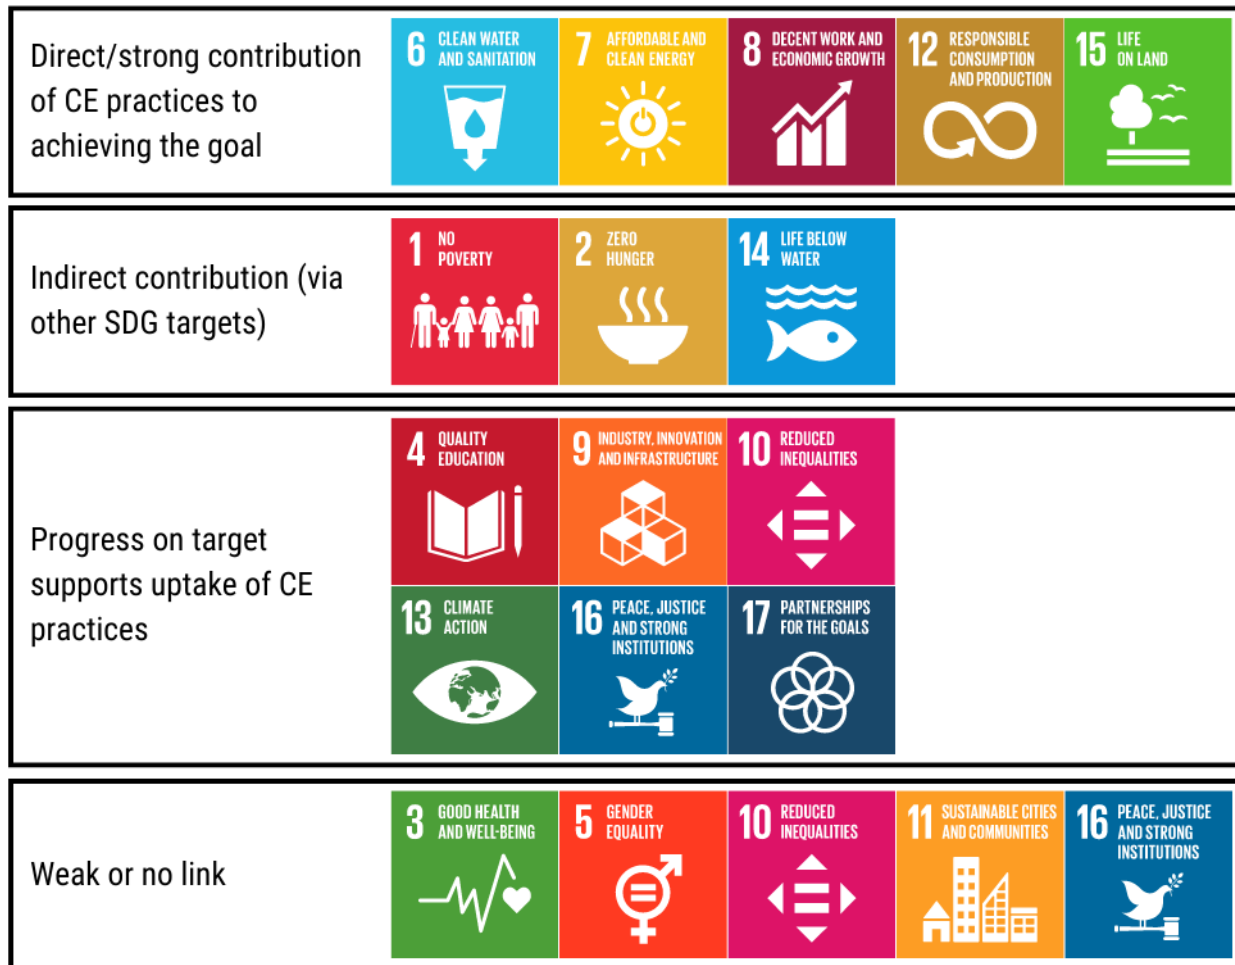 Direct/strong contribution
of CE practices to
achieving the goal
6 CLEAN WATER
AND SANITATION
7 AFFORDABLE AND
CLEAN ENERGY
8 DECENT WORK AND
ECONOMIC GROWTH
12 RESPONSIBLE
CONSUMPTION
AND PRODUCTION
15 LIFE
ON LAND
Indirect contribution (via
other SDG targets)
1 NO
POVERTY
2 ZERO
HUNGER
14 LIFE BELOW
WATER
Progress on target
supports uptake of CE
practices
4 QUALITY
EDUCATION
9 INDUSTRY, INNOVATION
AND INFRASTRUCTURE
10 REDUCED
INEQUALITIES
13 CLIMATE
ACTION
16 PEACE, JUSTICE
AND STRONG
INSTITUTIONS
17 PARTNERSHIPS
FOR THE GOALS
Weak or no link
3 GOOD HEALTH
AND WELL-BEING
5 GENDER
EQUALITY
10 REDUCED
INEQUALITIES
11 SUSTAINABLE CITIES
AND COMMUNITIES
16 PEACE, JUSTICE
AND STRONG
INSTITUTIONS